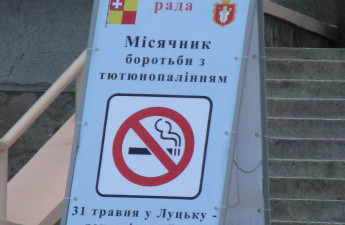 рада
Місячник
боротьби з
тютюнопалінням
31 травня у Луцьку -